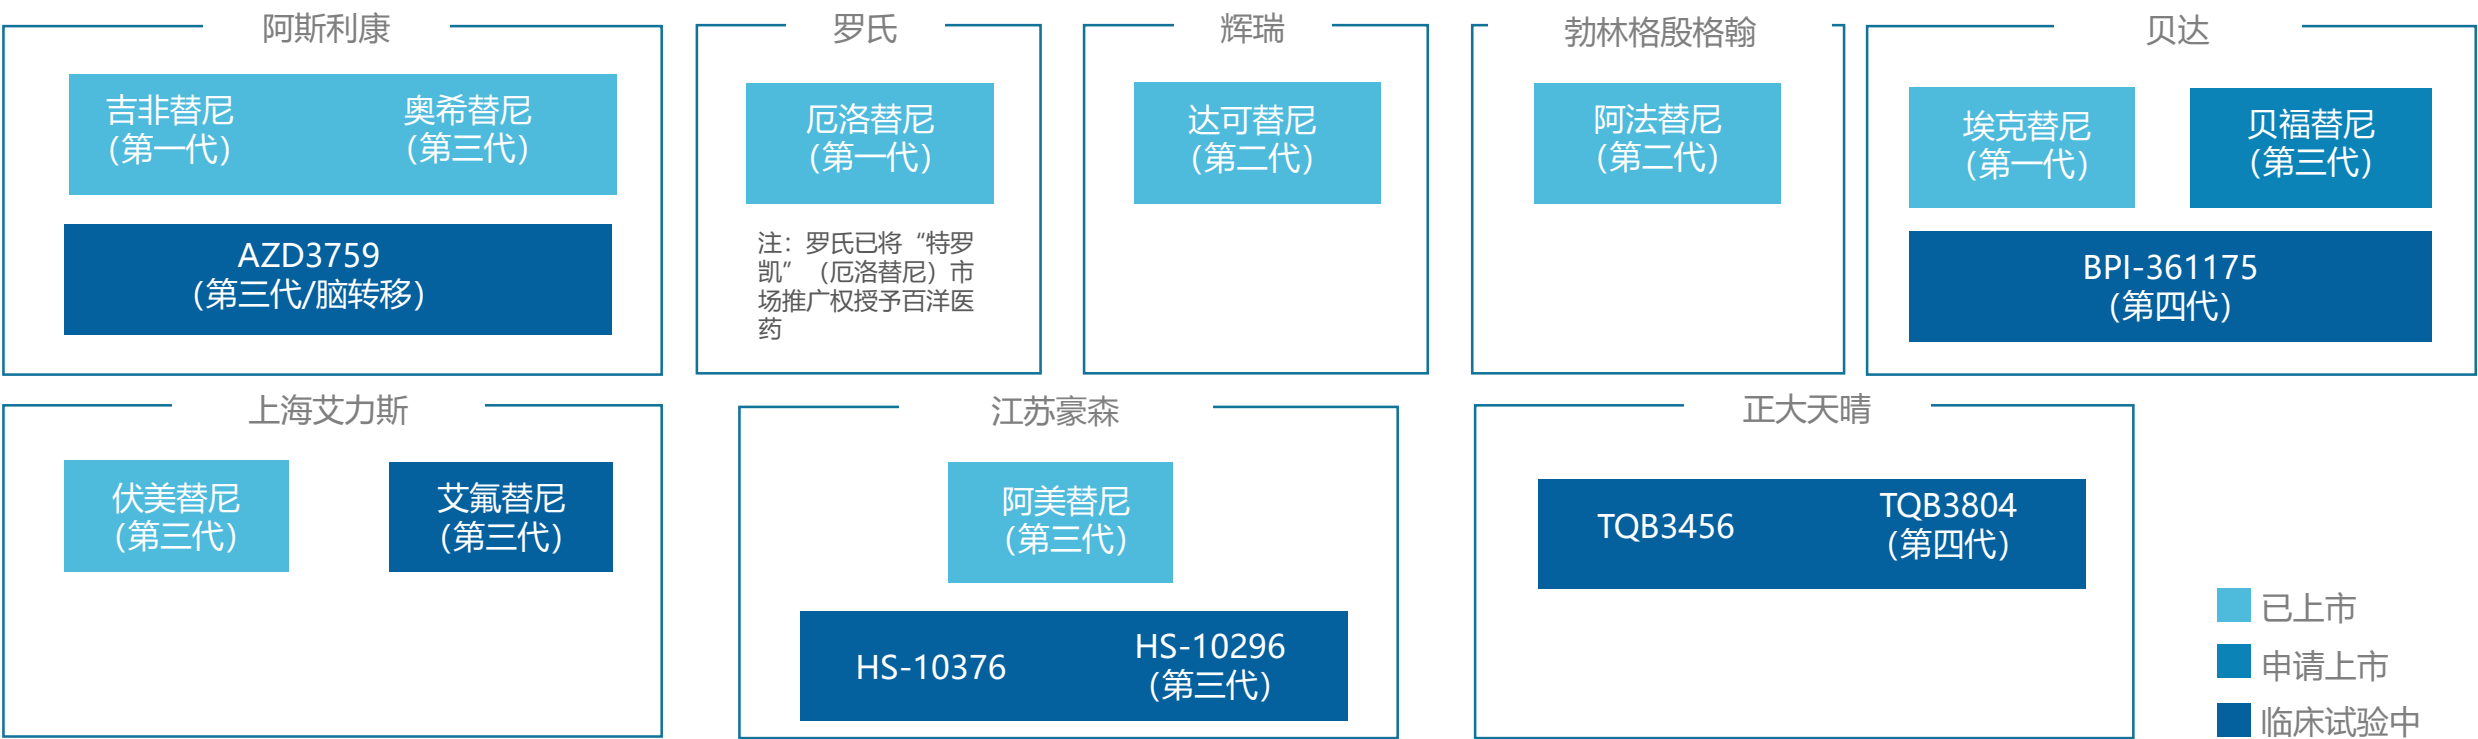 阿斯利康
吉非替尼
（第一代）
奥希替尼
（第三代）
AZD3759
（第三代/脑转移）
罗氏
厄洛替尼
（第一代）
注：罗氏已将“特罗
凯”（厄洛替尼）市
场推广权授予百洋医
药
辉瑞
达可替尼
（第二代）
勃林格殷格翰
阿法替尼
（第二代）
贝达
埃克替尼
（第一代）
贝福替尼
（第三代）
BPI-361175
（第四代）
上海艾力斯
伏美替尼
（第三代）
艾氟替尼
（第三代）
江苏豪森
阿美替尼
（第三代）
HS-10376
HS-10296
（第三代）
正大天晴
TQB3456
TQB3804
（第四代）
已上市
申请上市
临床试验中